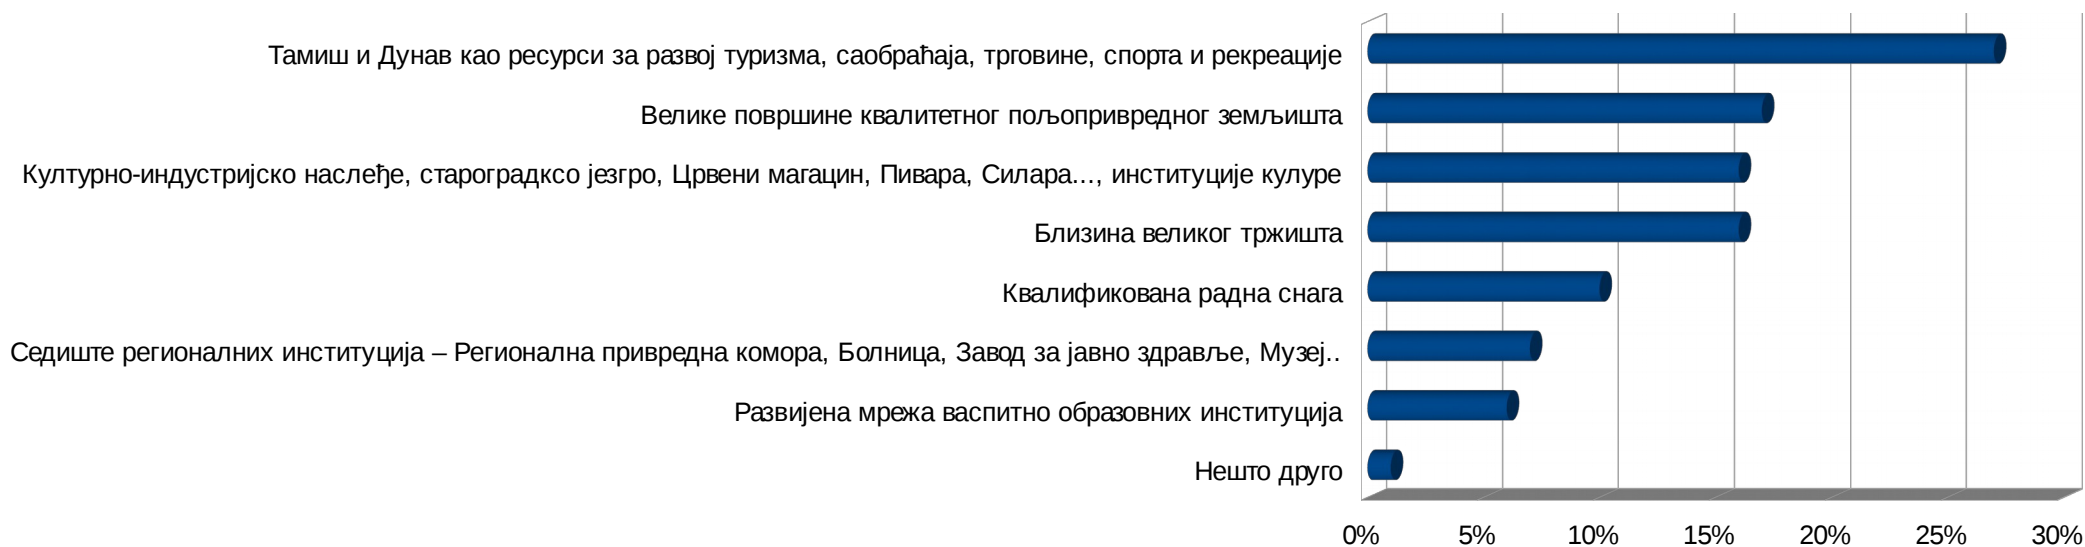 Тамиш и Дунав као ресурси за развој туризма, саобраћаја, трговине, спорта и рекреације
Велике површине квалитетног пољопривредног земљишта
Културно-индустријско наслеђе, староградксо језгро, Црвени магацин, Пивара, Силара..., институције кулуре
Близина великог тржишта
Квалификована радна снага
Седиште регионалних институција – Регионална привредна комора, Болница, Завод за јавно здравље, Музеј..
Развијена мрежа васпитно образовних институција
Нешто друго
0% 5% 10% 15% 20% 25% 30%